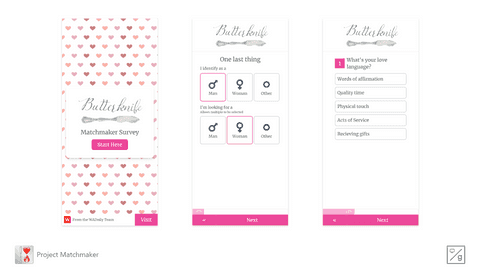 Butterknife
Matchmaker Survey
Start Here
From the WaDuke Team
Visit
Butterknife
One last thing
I identify as a
Man
Woman
Other
I'm looking for a
Man
Woman
Other
Next
Butterknife
1
What's your love
language?
Words of affirmation
Quality time
Physical touch
Acts of Service
Recieving gifts
Next
Project Matchmaker
c/g